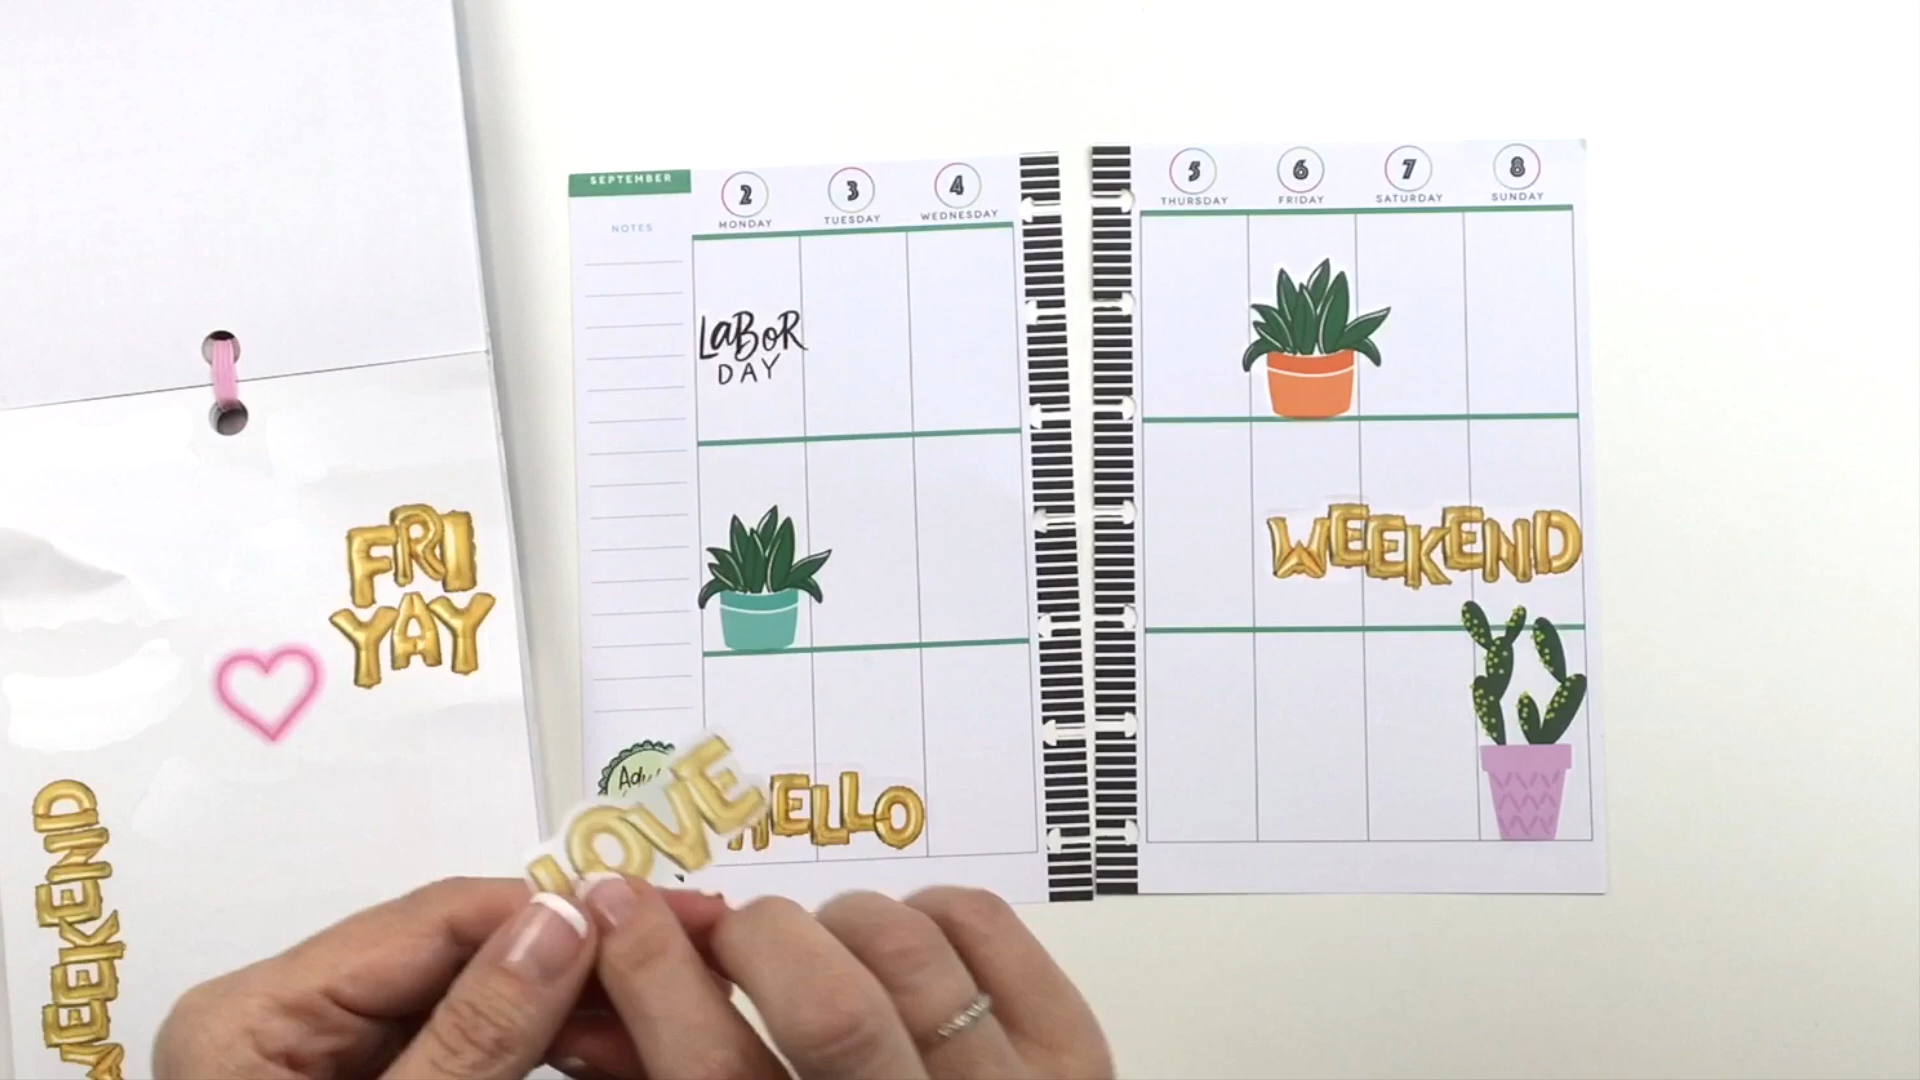 SEPTEMBER
NOTES
2
MONDAY
3
TUESDAY
4
WEDNESDAY
5
THURSDAY
6
FRIDAY
7
SATURDAY
8
SUNDAY
LABOR
DAY
WEEKEND
HELLO
LOVE
FRI
YAY
WEEKEND